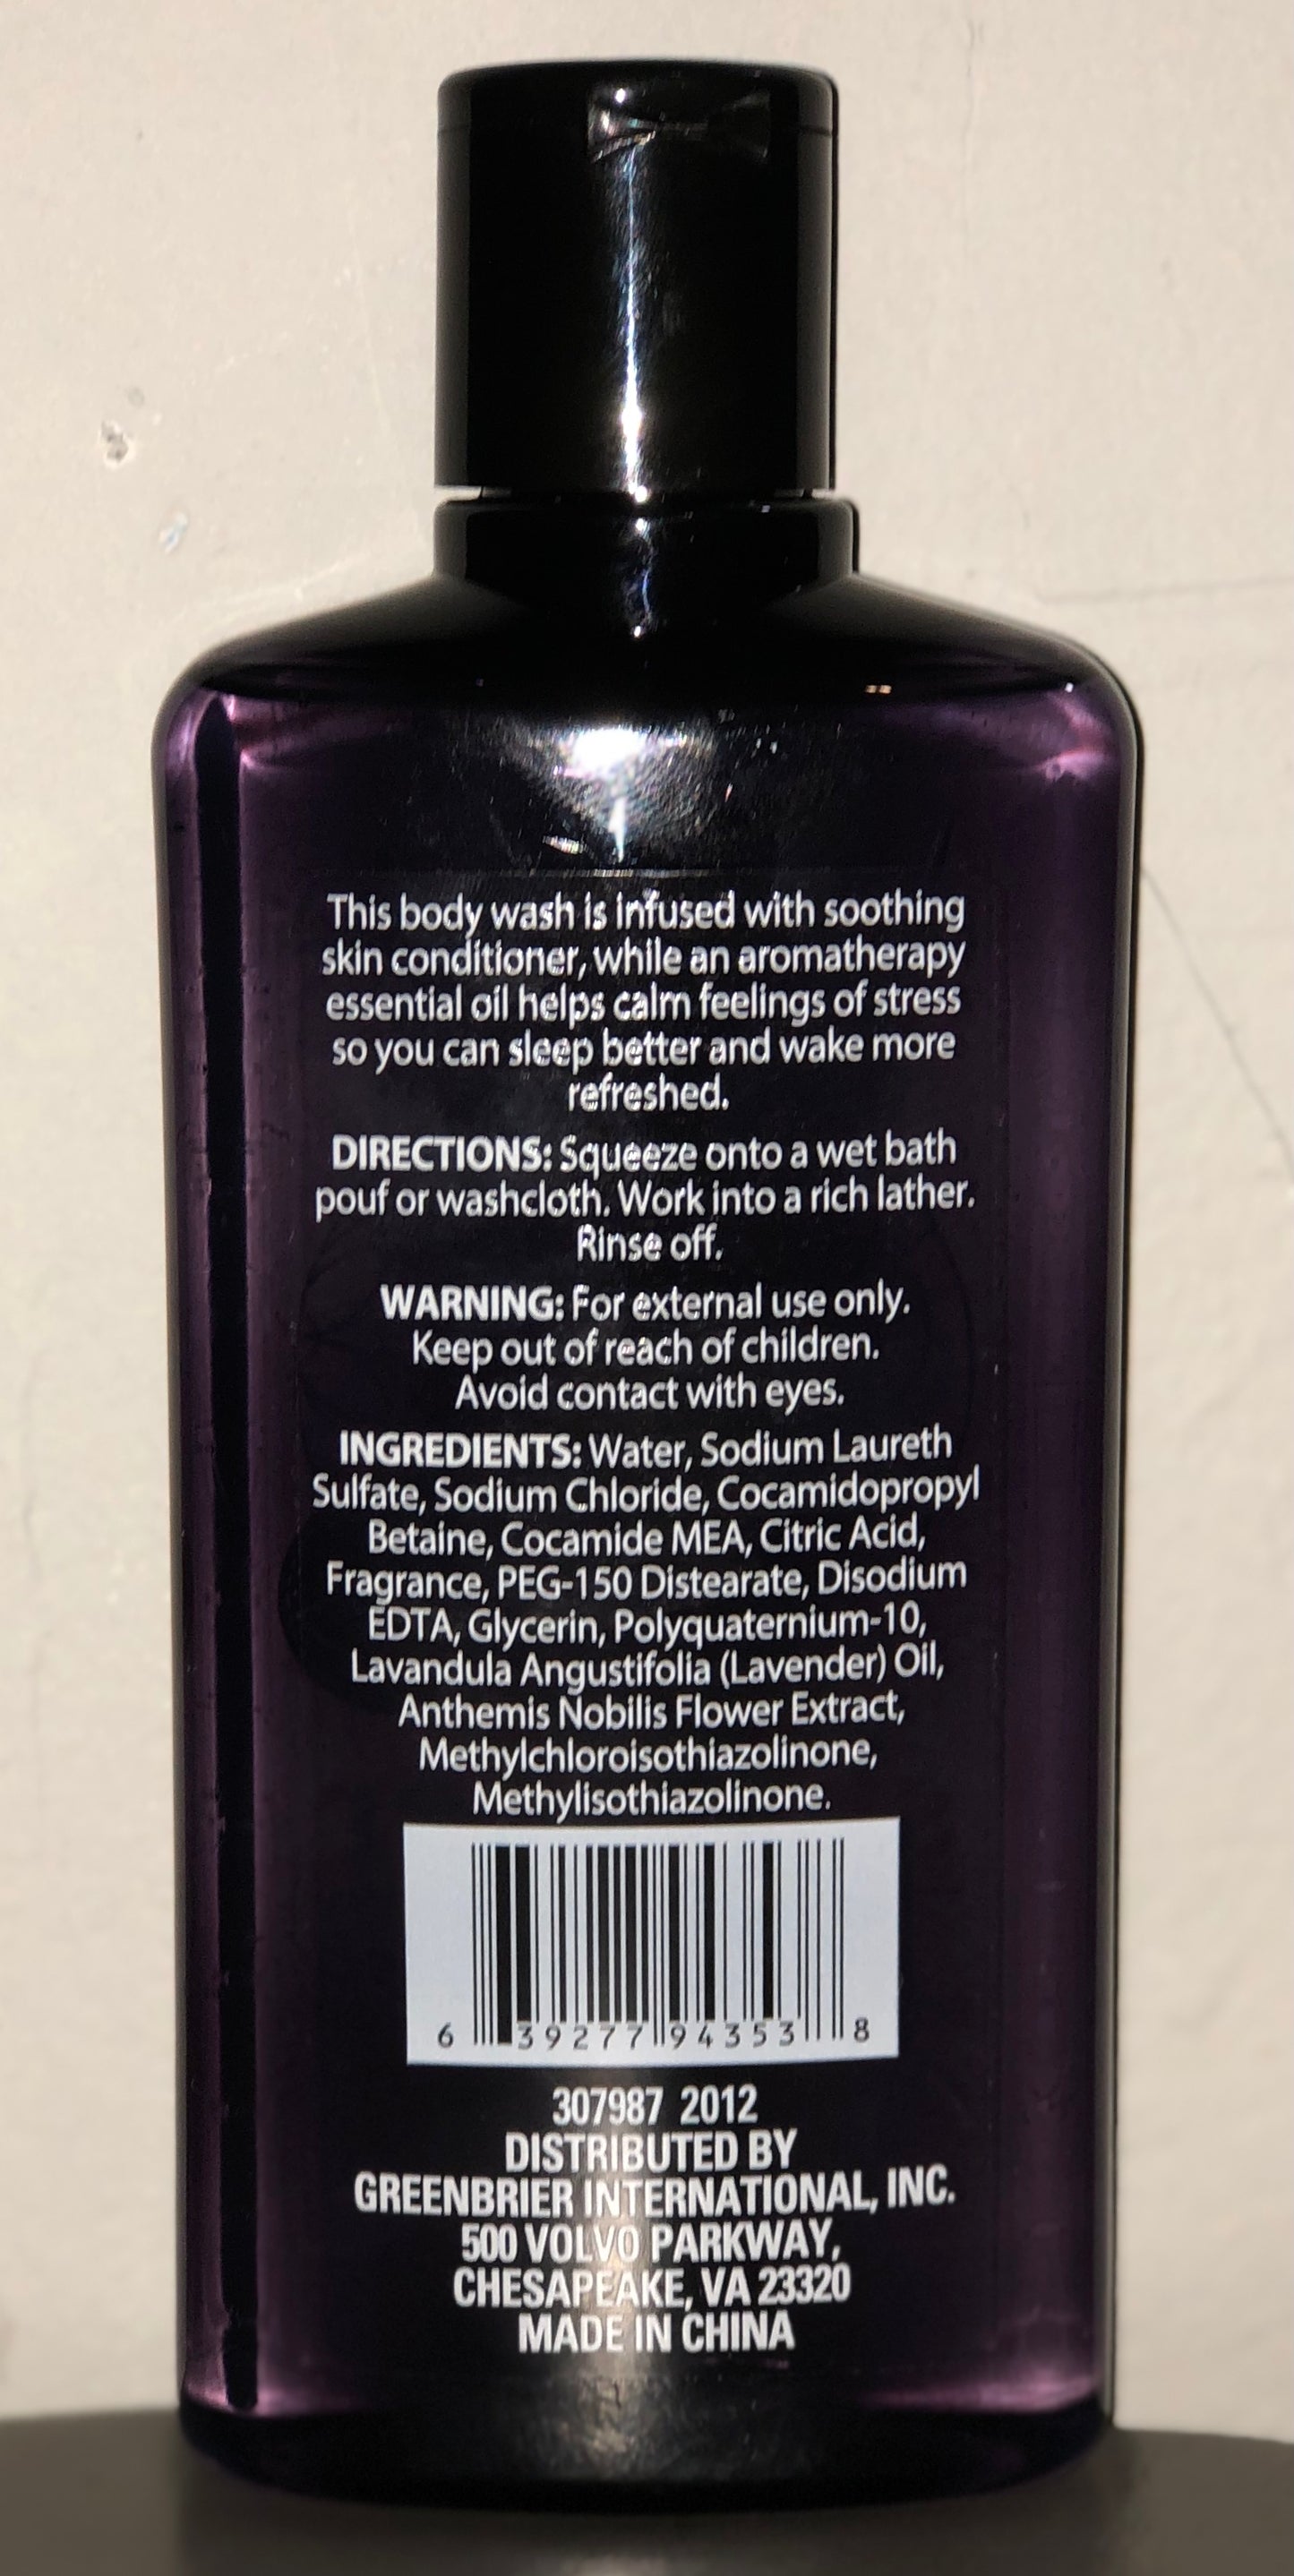 This body wash is infused with soothing
skin conditioner, while an aromatherapy
essential oil helps calm feelings of stress
so you can sleep better and wake more
refreshed.
DIRECTIONS: Squeeze onto a wet bath
pouf or washcloth. Work into a rich lather.
Rinse off.
WARNING: For external use only.
Keep out of reach of children.
Avoid contact with eyes.
INGREDIENTS: Water, Sodium Laureth
Sulfate, Sodium Chloride, Cocamidopropyl
Betaine, Cocamide MEA, Citric Acid,
Fragrance, PEG-150 Distearate, Disodium
EDTA, Glycerin, Polyquaternium-10,
Lavandula Angustifolia (Lavender) Oil,
Anthemis Nobilis Flower Extract,
Methylchloroisothiazolinone,
Methylisothiazolinone.
6 39277 94353 8
307987 2012
DISTRIBUTED BY
GREENBRIER INTERNATIONAL, INC.
500 VOLVO PARKWAY,
CHESAPEAKE, VA 23320
MADE IN CHINA